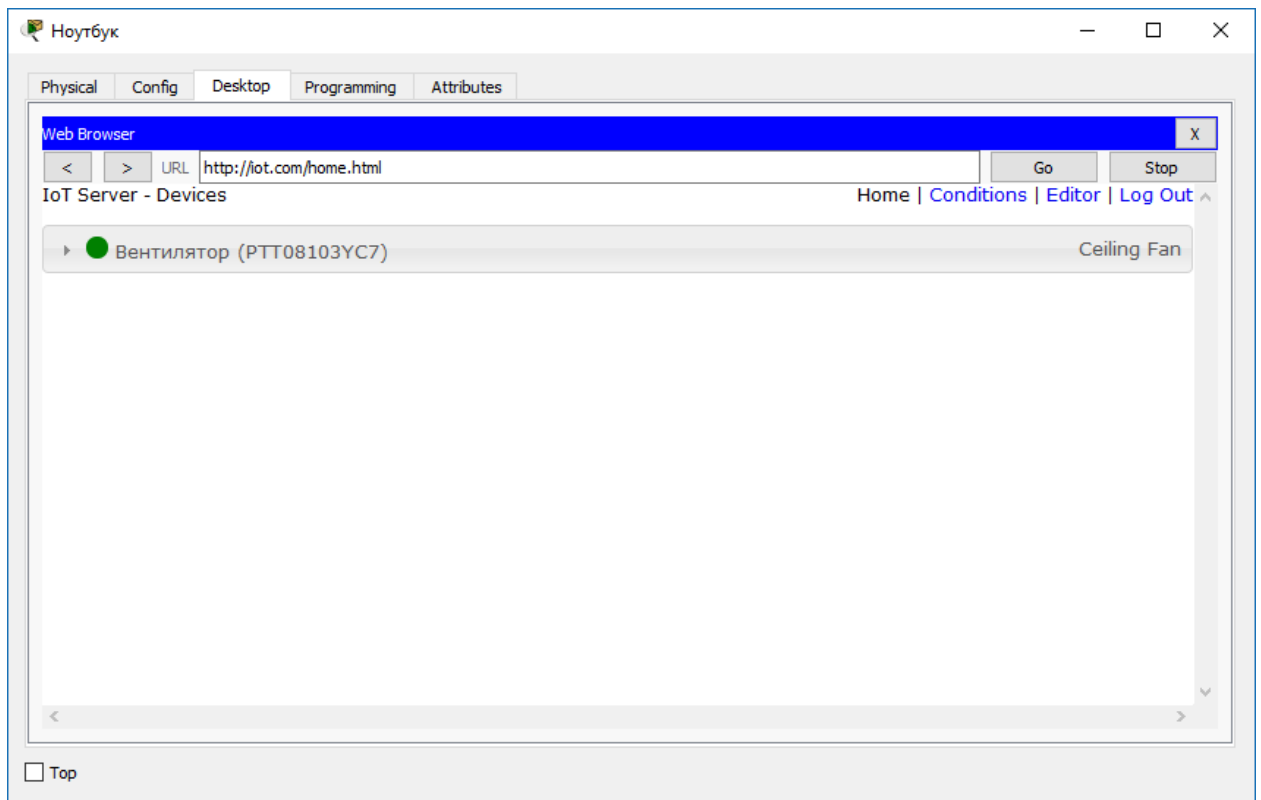 Ноутбук
Physical Config Desktop Programming Attributes
Web Browser X
< > URL http://iot.com/home.html Go Stop
IoT Server - Devices Home | Conditions | Editor | Log Out
Вентилятор (PTT08103YC7) Ceiling Fan
Top